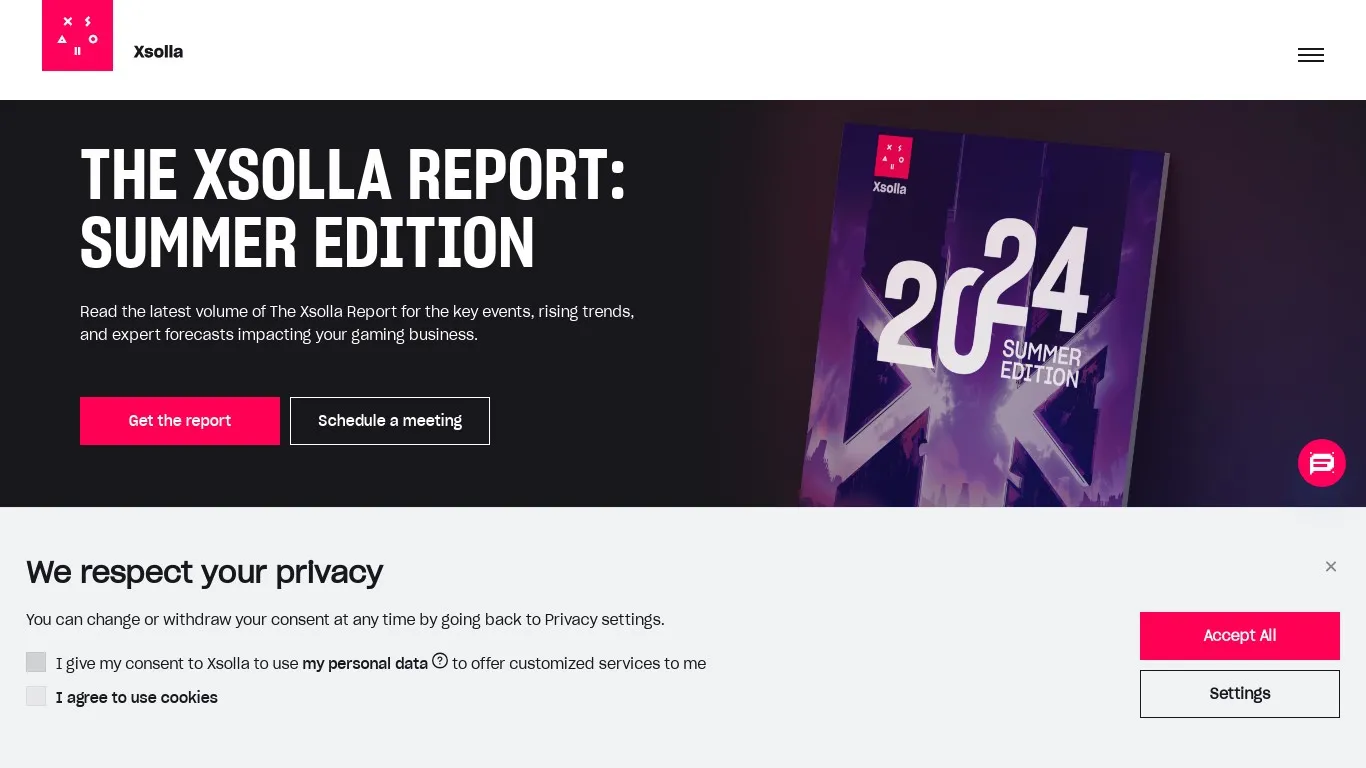 Xsolla
THE XSOLLA REPORT:
SUMMER EDITION
Read the latest volume of The Xsolla Report for the key events, rising trends,
and expert forecasts impacting your gaming business.
Get the report
Schedule a meeting
Xsolla
2024
SUMMER
EDITION
We respect your privacy
You can change or withdraw your consent at any time by going back to Privacy settings.
I give my consent to Xsolla to use my personal data ? to offer customized services to me
I agree to use cookies
Accept All
Settings